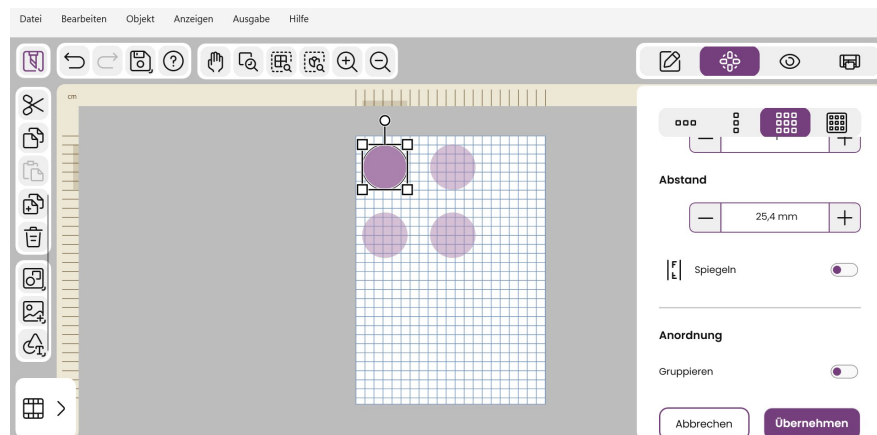 Datei Bearbeiten Objekt Anzeigen Ausgabe Hilfe
cm
Abstand
25,4 mm
Spiegeln
Anordnung
Gruppieren
Abbrechen Übernehmen